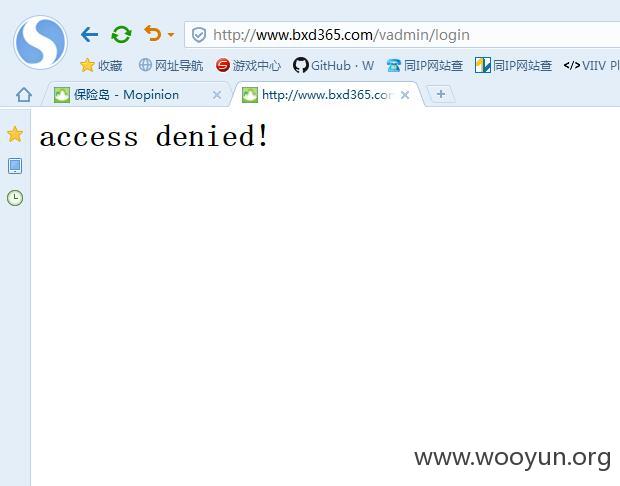 http://www.bxd365.com/vadmin/login
收藏 网址导航 游戏中心 GitHub · W 同IP网站查 同IP网站查 </> VIIV Pl
保险岛 - Mopinion http://www.bxd365.co
access denied!
www.wooyun.org